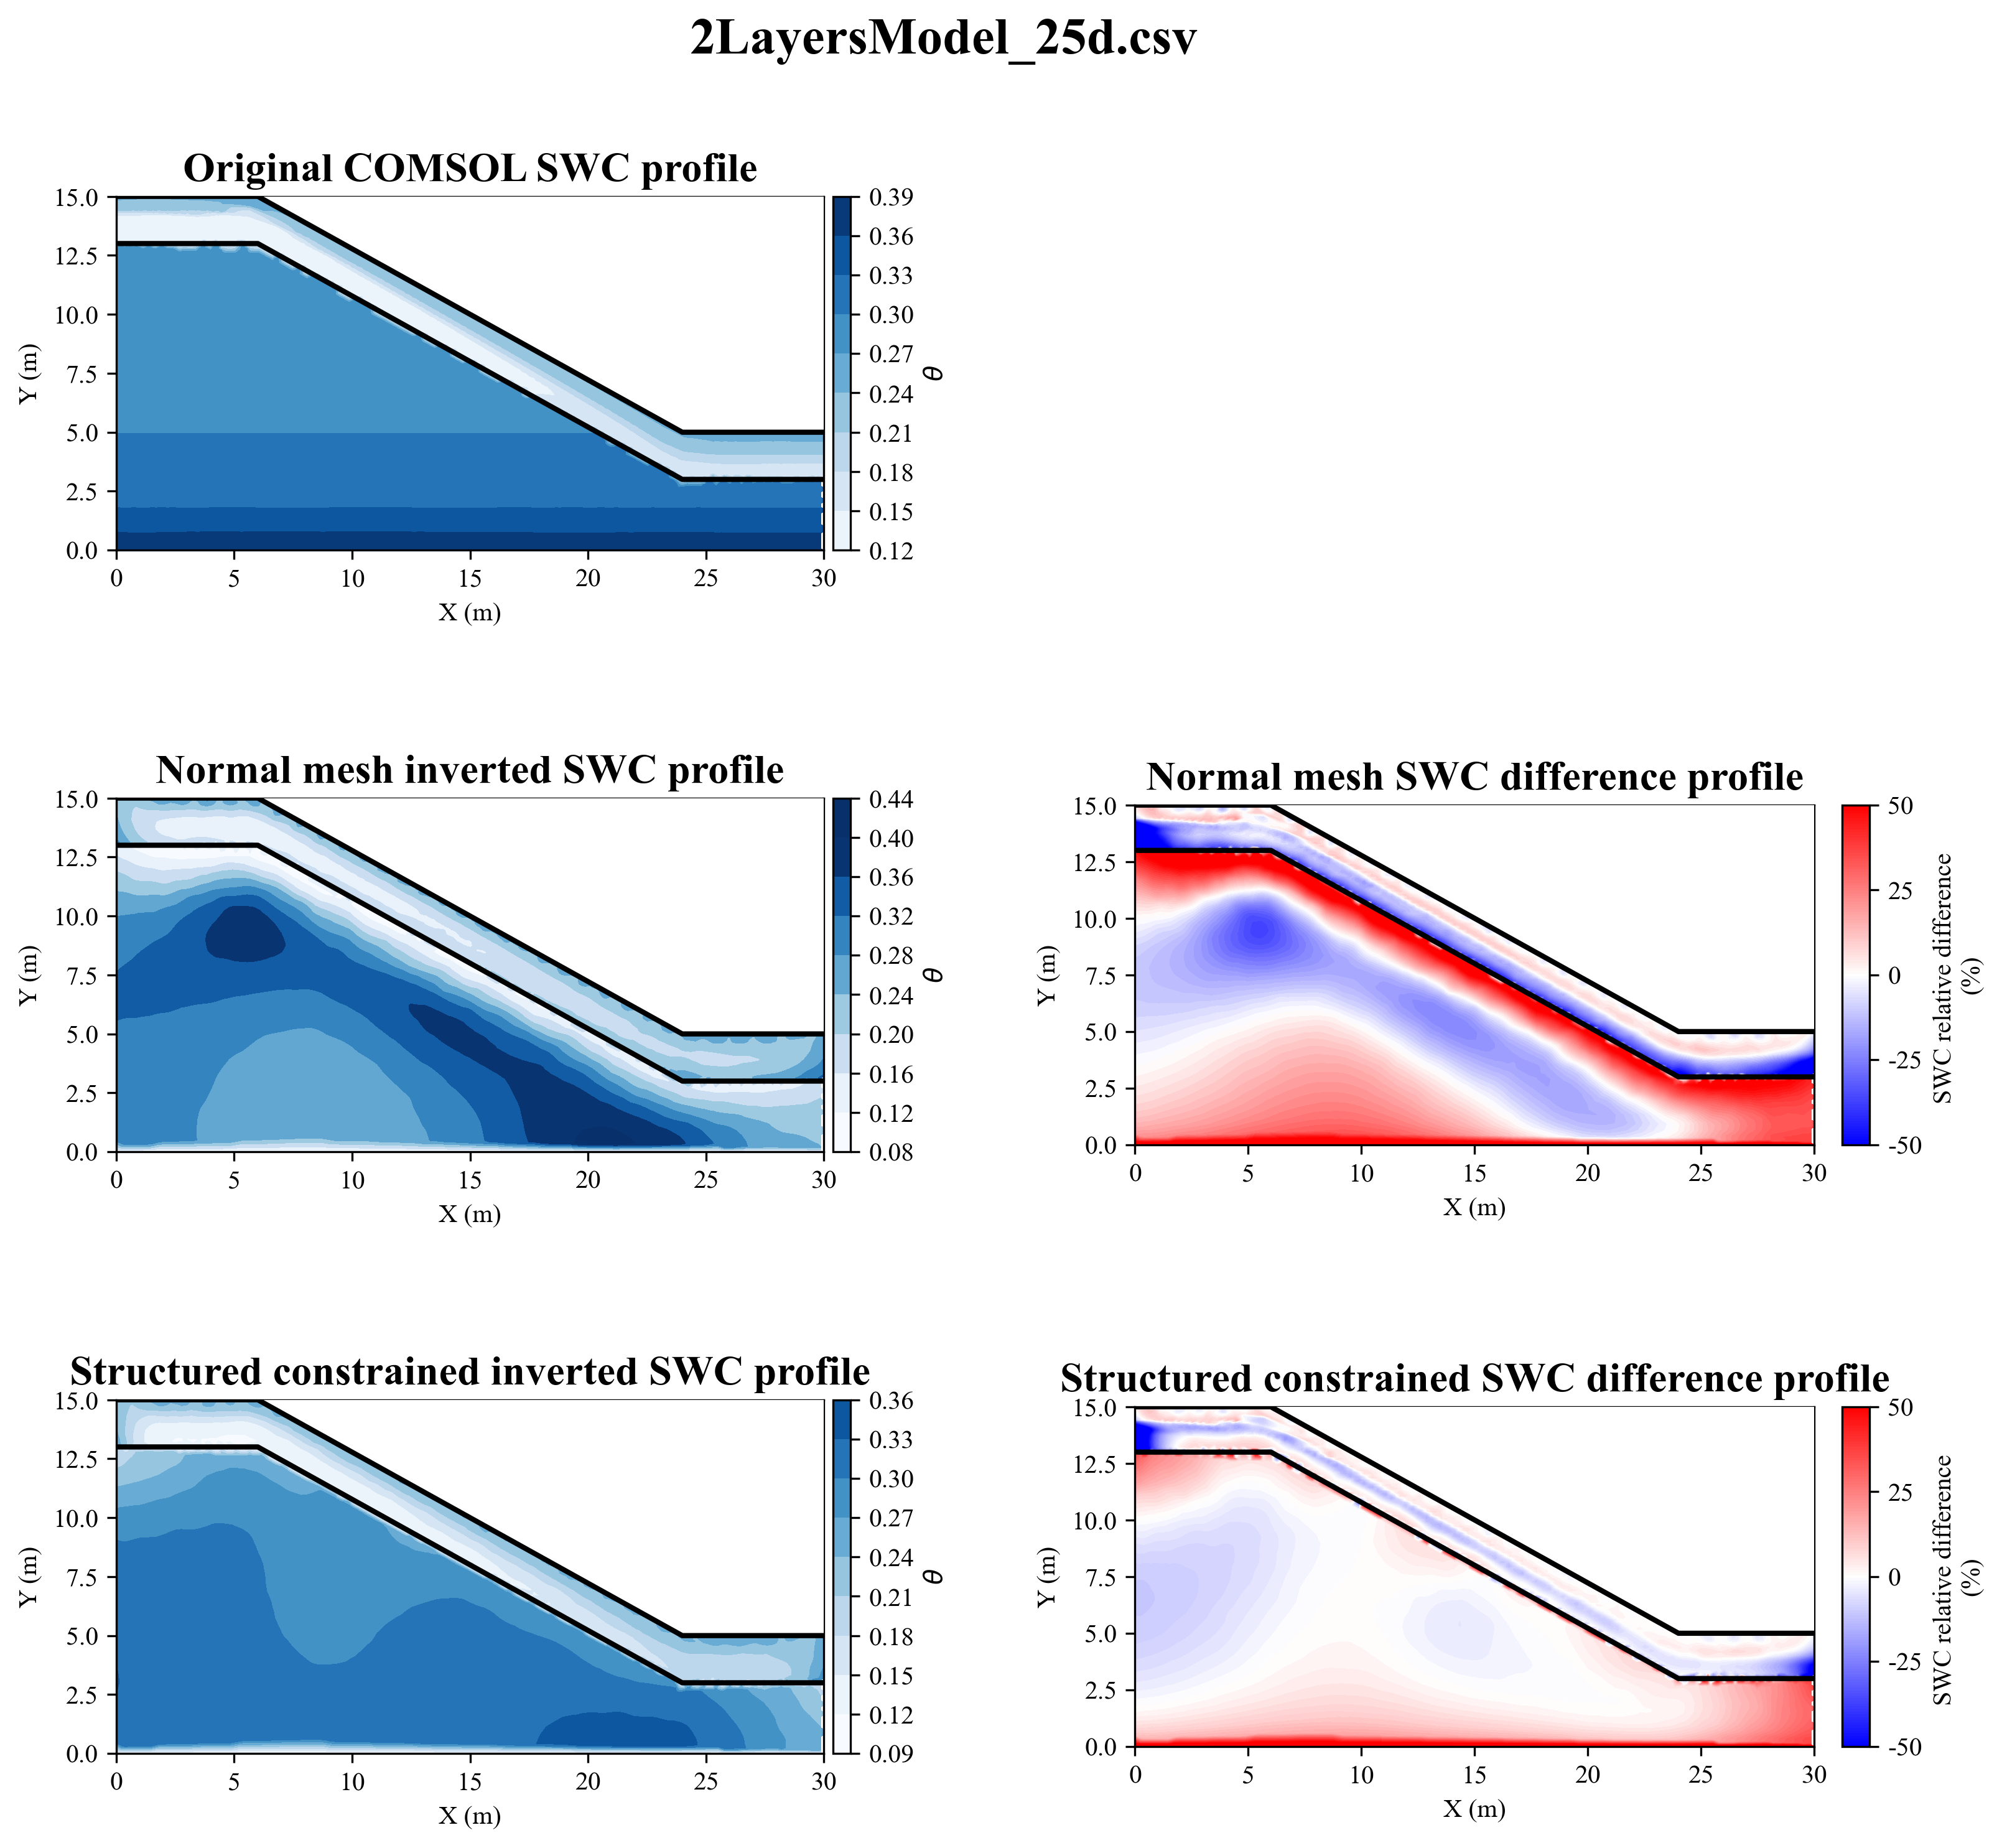 2LayersModel_25d.csv
Original COMSOL SWC profile
15.0
12.5
10.0
7.5
5.0
2.5
0.0
Y (m)
0 5 10 15 20 25 30
X (m)
0.39
0.36
0.33
0.30
0.27
0.24
0.21
0.18
0.15
0.12
θ
Normal mesh inverted SWC profile
15.0
12.5
10.0
7.5
5.0
2.5
0.0
Y (m)
0 5 10 15 20 25 30
X (m)
0.44
0.40
0.36
0.32
0.28
0.24
0.20
0.16
0.12
0.08
θ
Normal mesh SWC difference profile
15.0
12.5
10.0
7.5
5.0
2.5
0.0
Y (m)
0 5 10 15 20 25 30
X (m)
50
25
0
-25
-50
SWC relative difference
(%)
Structured constrained inverted SWC profile
15.0
12.5
10.0
7.5
5.0
2.5
0.0
Y (m)
0 5 10 15 20 25 30
X (m)
0.36
0.33
0.30
0.27
0.24
0.21
0.18
0.15
0.12
0.09
θ
Structured constrained SWC difference profile
15.0
12.5
10.0
7.5
5.0
2.5
0.0
Y (m)
0 5 10 15 20 25 30
X (m)
50
25
0
-25
-50
SWC relative difference
(%)